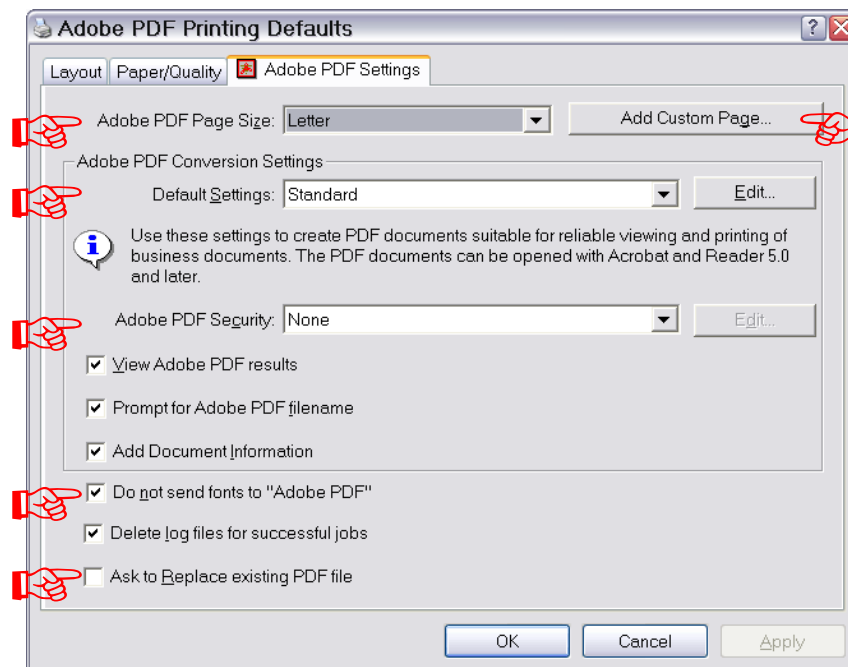 Adobe PDF Printing Defaults
Layout Paper/Quality Adobe PDF Settings
Adobe PDF Page Size: Letter Add Custom Page...
Adobe PDF Conversion Settings
Default Settings: Standard Edit...
Use these settings to create PDF documents suitable for reliable viewing and printing of
business documents. The PDF documents can be opened with Acrobat and Reader 5.0
and later.
Adobe PDF Security: None Edit...
View Adobe PDF results
Prompt for Adobe PDF filename
Add Document Information
Do not send fonts to "Adobe PDF"
Delete log files for successful jobs
Ask to Replace existing PDF file
OK Cancel Apply